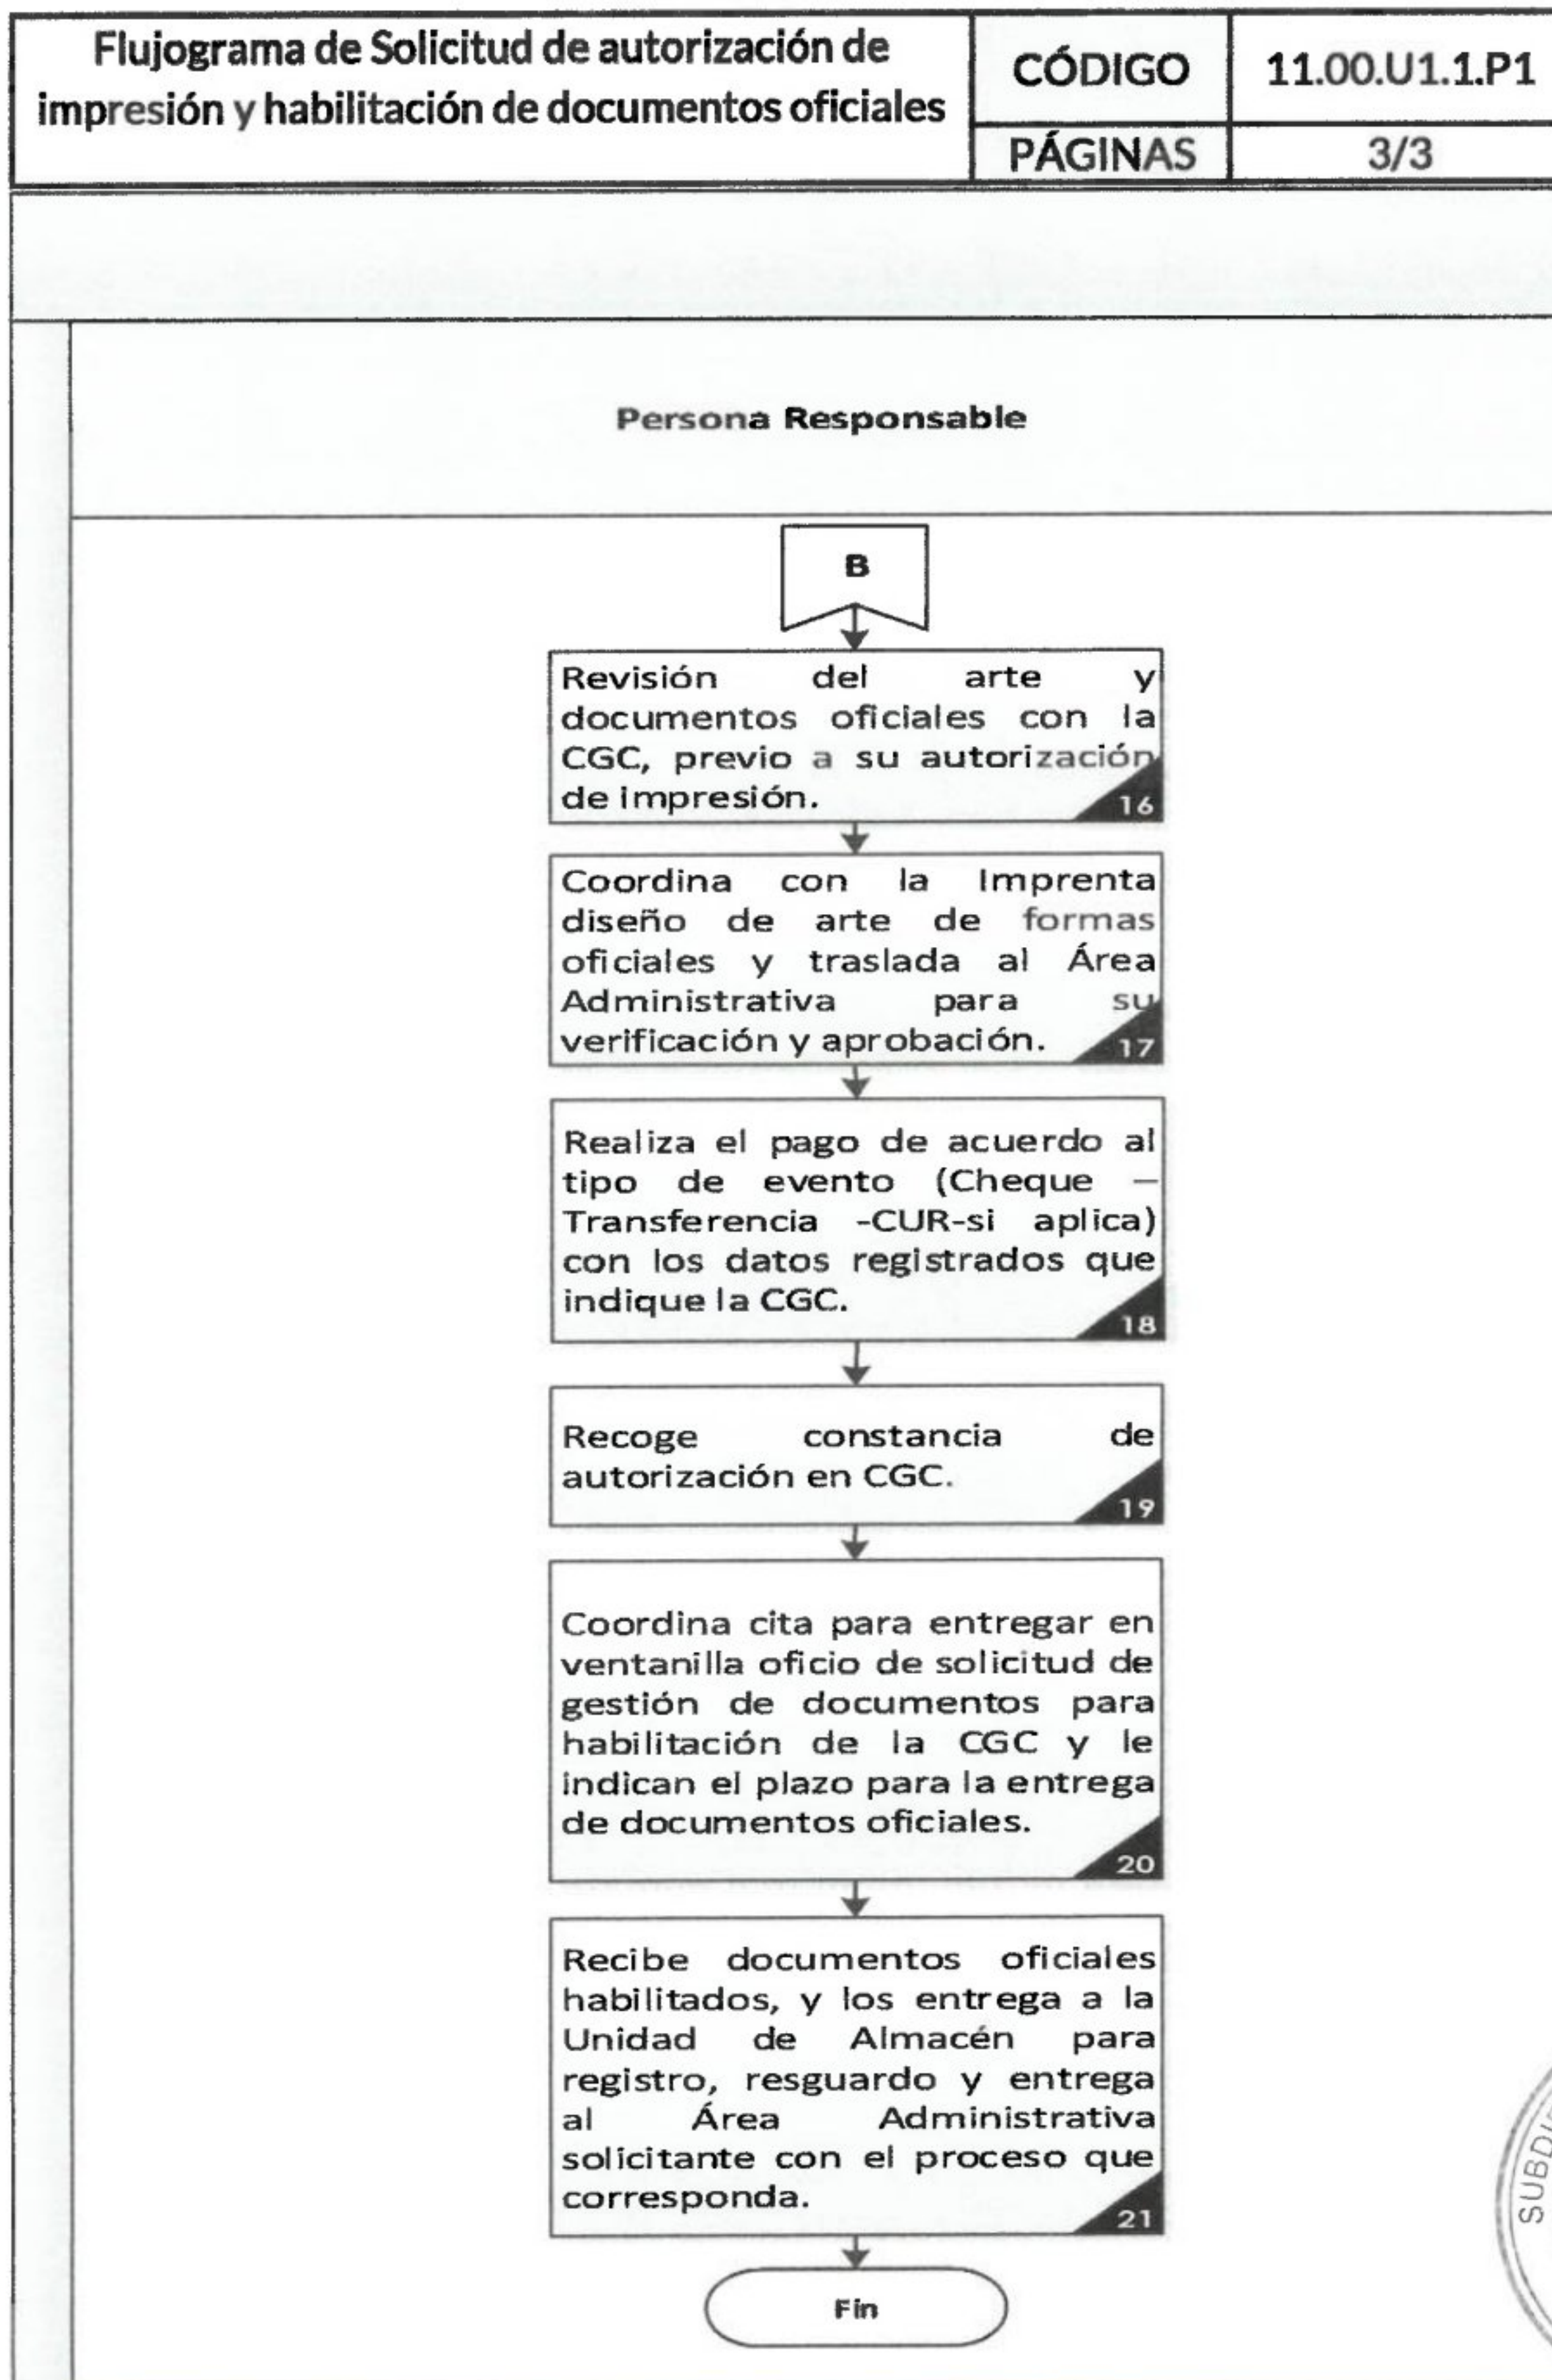 Flujograma de Solicitud de autorización de
impresión y habilitación de documentos oficiales
CÓDIGO
11.00.U1.1.P1
PÁGINAS
3/3
Persona Responsable
B
Revisión del arte y
documentos oficiales con la
CGC, previo a su autorización
de impresión.
16
Coordina con la Imprenta
diseño de arte de formas
oficiales y traslada al Área
Administrativa para su
verificación y aprobación.
17
Realiza el pago de acuerdo al
tipo de evento (Cheque –
Transferencia -CUR-si aplica)
con los datos registrados que
indique la CGC.
18
Recoge constancia de
autorización en CGC.
19
Coordina cita para entregar en
ventanilla oficio de solicitud de
gestión de documentos para
habilitación de la CGC y le
indican el plazo para la entrega
de documentos oficiales.
20
Recibe documentos oficiales
habilitados, y los entrega a la
Unidad de Almacén para
registro, resguardo y entrega
al Área Administrativa
solicitante con el proceso que
corresponda.
21
Fin